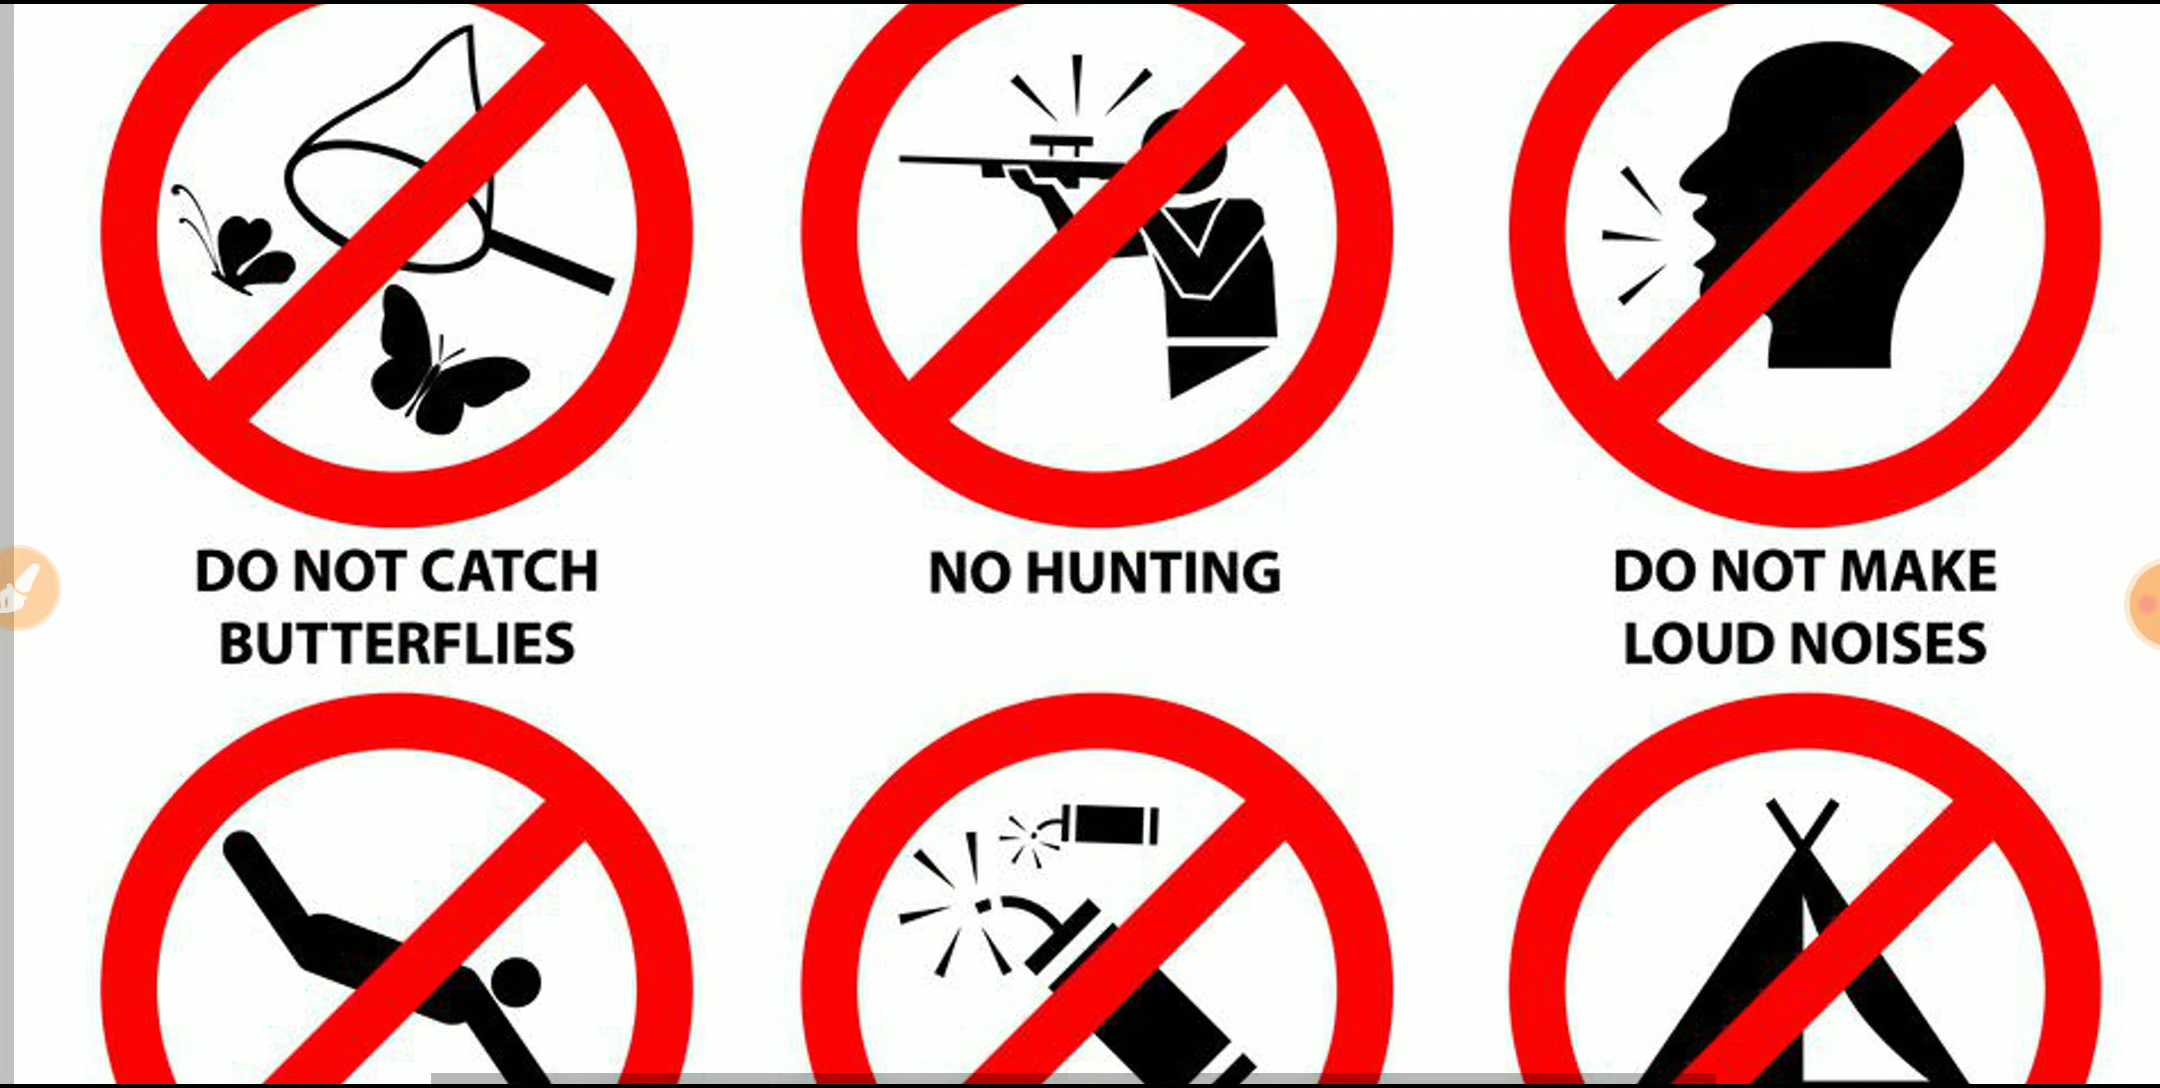 DO NOT CATCH
BUTTERFLIES
NO HUNTING
DO NOT MAKE
LOUD NOISES